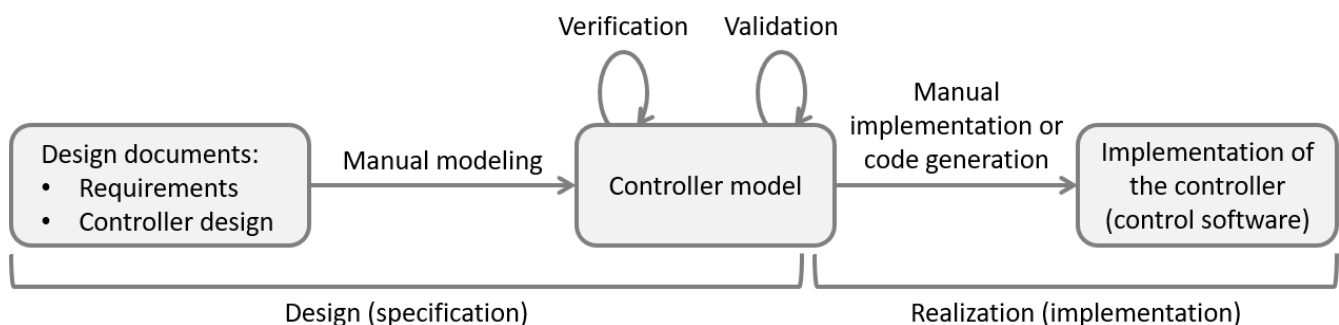 Verification
Validation
Design documents:
• Requirements
• Controller design
Manual modeling
Controller model
Manual
implementation or
code generation
Implementation of
the controller
(control software)
Design (specification)
Realization (implementation)